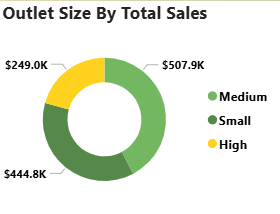 Outlet Size By Total Sales
$249.0K
$507.9K
Medium
Small
High
$444.8K